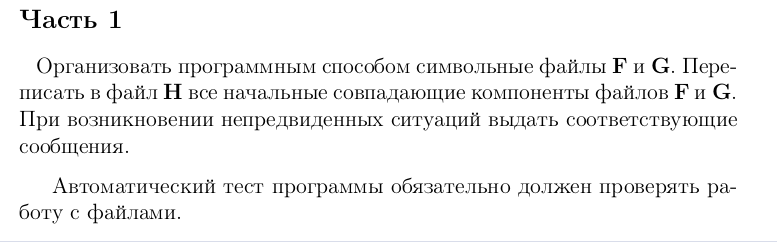 Часть 1
Организовать программным способом символьные файлы F и G. Пере-
писать в файл H все начальные совпадающие компоненты файлов F и G.
При возникновении непредвиденных ситуаций выдать соответствующие
сообщения.
Автоматический тест программы обязательно должен проверять ра-
боту с файлами.